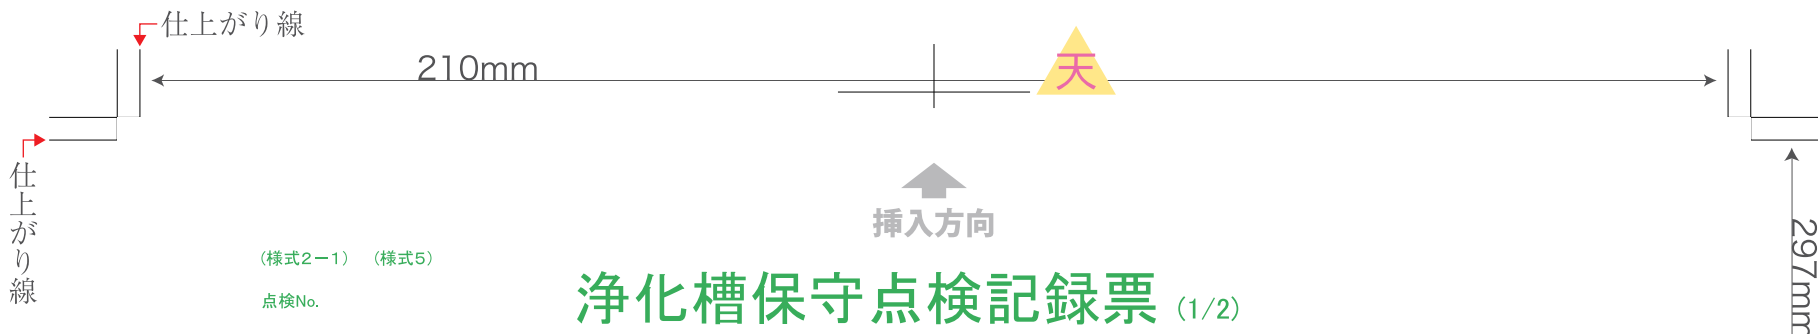 仕上がり線
210mm
天
仕上がり線
挿入方向
297mm
（様式２－１）　（様式５）
浄化槽保守点検記録票（1/2）
点検No.